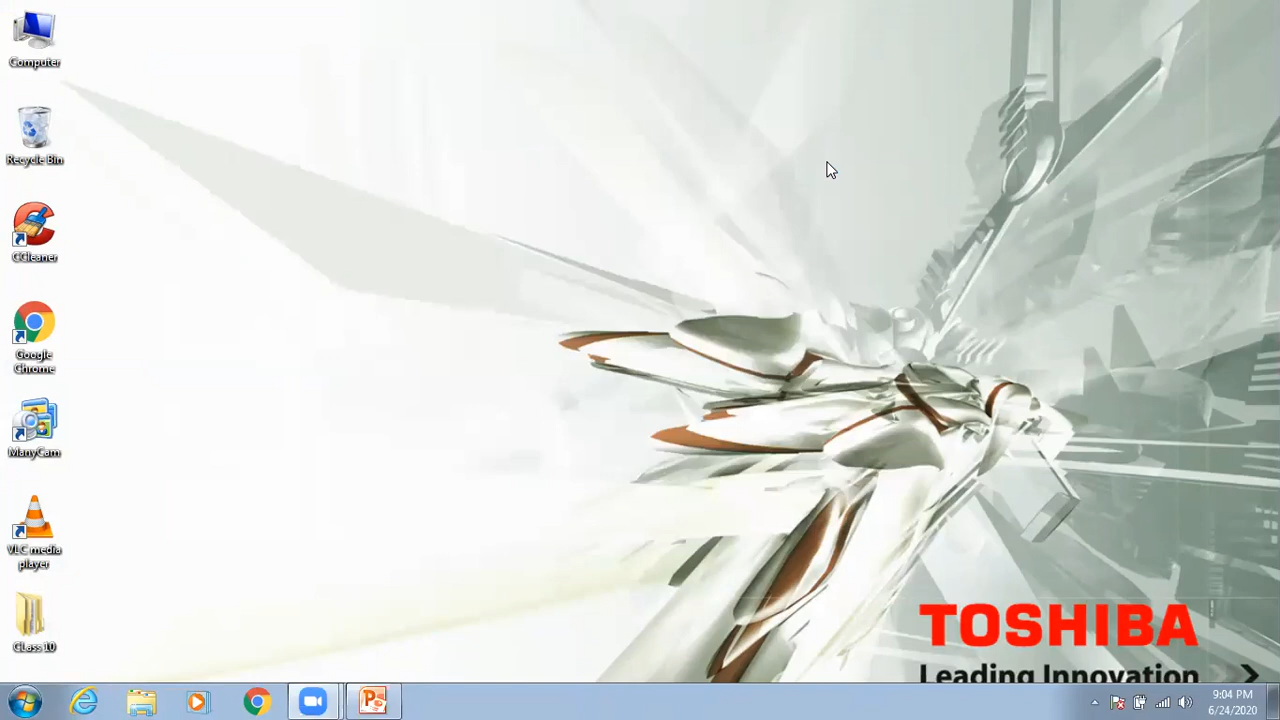 Computer
Recycle Bin
CCleaner
Google
Chrome
ManyCam
VLC media
player
CLass 10
TOSHIBA
Leading Innovation
9:04 PM
6/24/2020